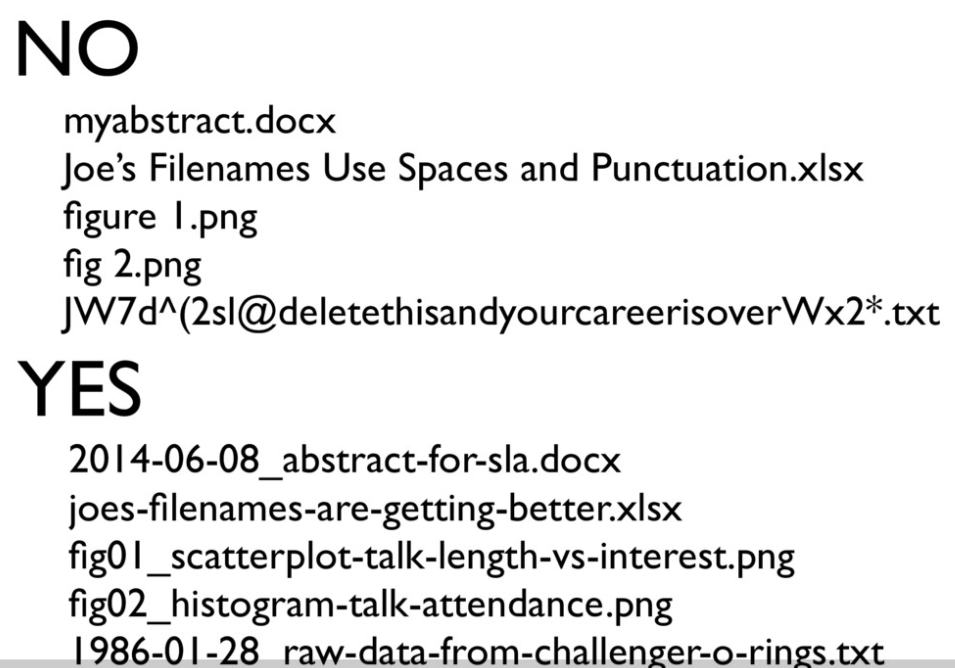 NO
myabstract.docx
Joe’s Filenames Use Spaces and Punctuation.xlsx
figure 1.png
fig 2.png
JW7d^(2sl@deletethisandyourcareerisoverWx2*.txt
YES
2014-06-08_abstract-for-sla.docx
joes-filenames-are-getting-better.xlsx
fig01_scatterplot-talk-length-vs-interest.png
fig02_histogram-talk-attendance.png
1986-01-28_raw-data-from-challenger-o-rings.txt